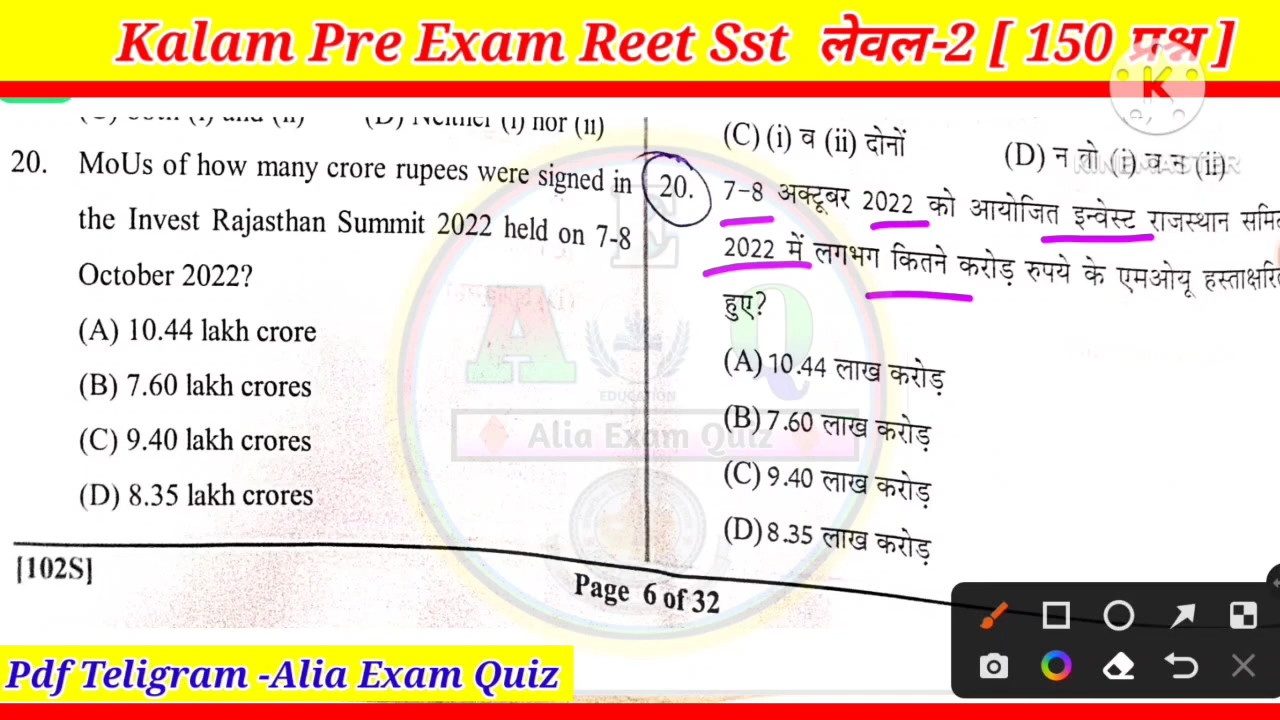 Kalam Pre Exam Reet Sst लेवल-2 [ 150 प्रश्न ]
K
KINEMASTER
(C) both (i) and (ii) (D) Neither (i) nor (ii)
20. MoUs of how many crore rupees were signed in
the Invest Rajasthan Summit 2022 held on 7-8
October 2022?
(A) 10.44 lakh crore
(B) 7.60 lakh crores
(C) 9.40 lakh crores
(D) 8.35 lakh crores
(C) (i) व (ii) दोनों (D) न तो (i) व न (ii)
20. 7-8 अक्टूबर 2022 को आयोजित इन्वेस्ट राजस्थान
2022 में लगभग कितने करोड़ रुपये के एमओयू
हुए?
(A) 10.44 लाख करोड़
(B) 7.60 लाख करोड़
(C) 9.40 लाख करोड़
(D) 8.35 लाख करोड़
E
A Q
EDUCATION
Alia Exam Quiz
[102S]
Page 6 of 32
Pdf Teligram -Alia Exam Quiz